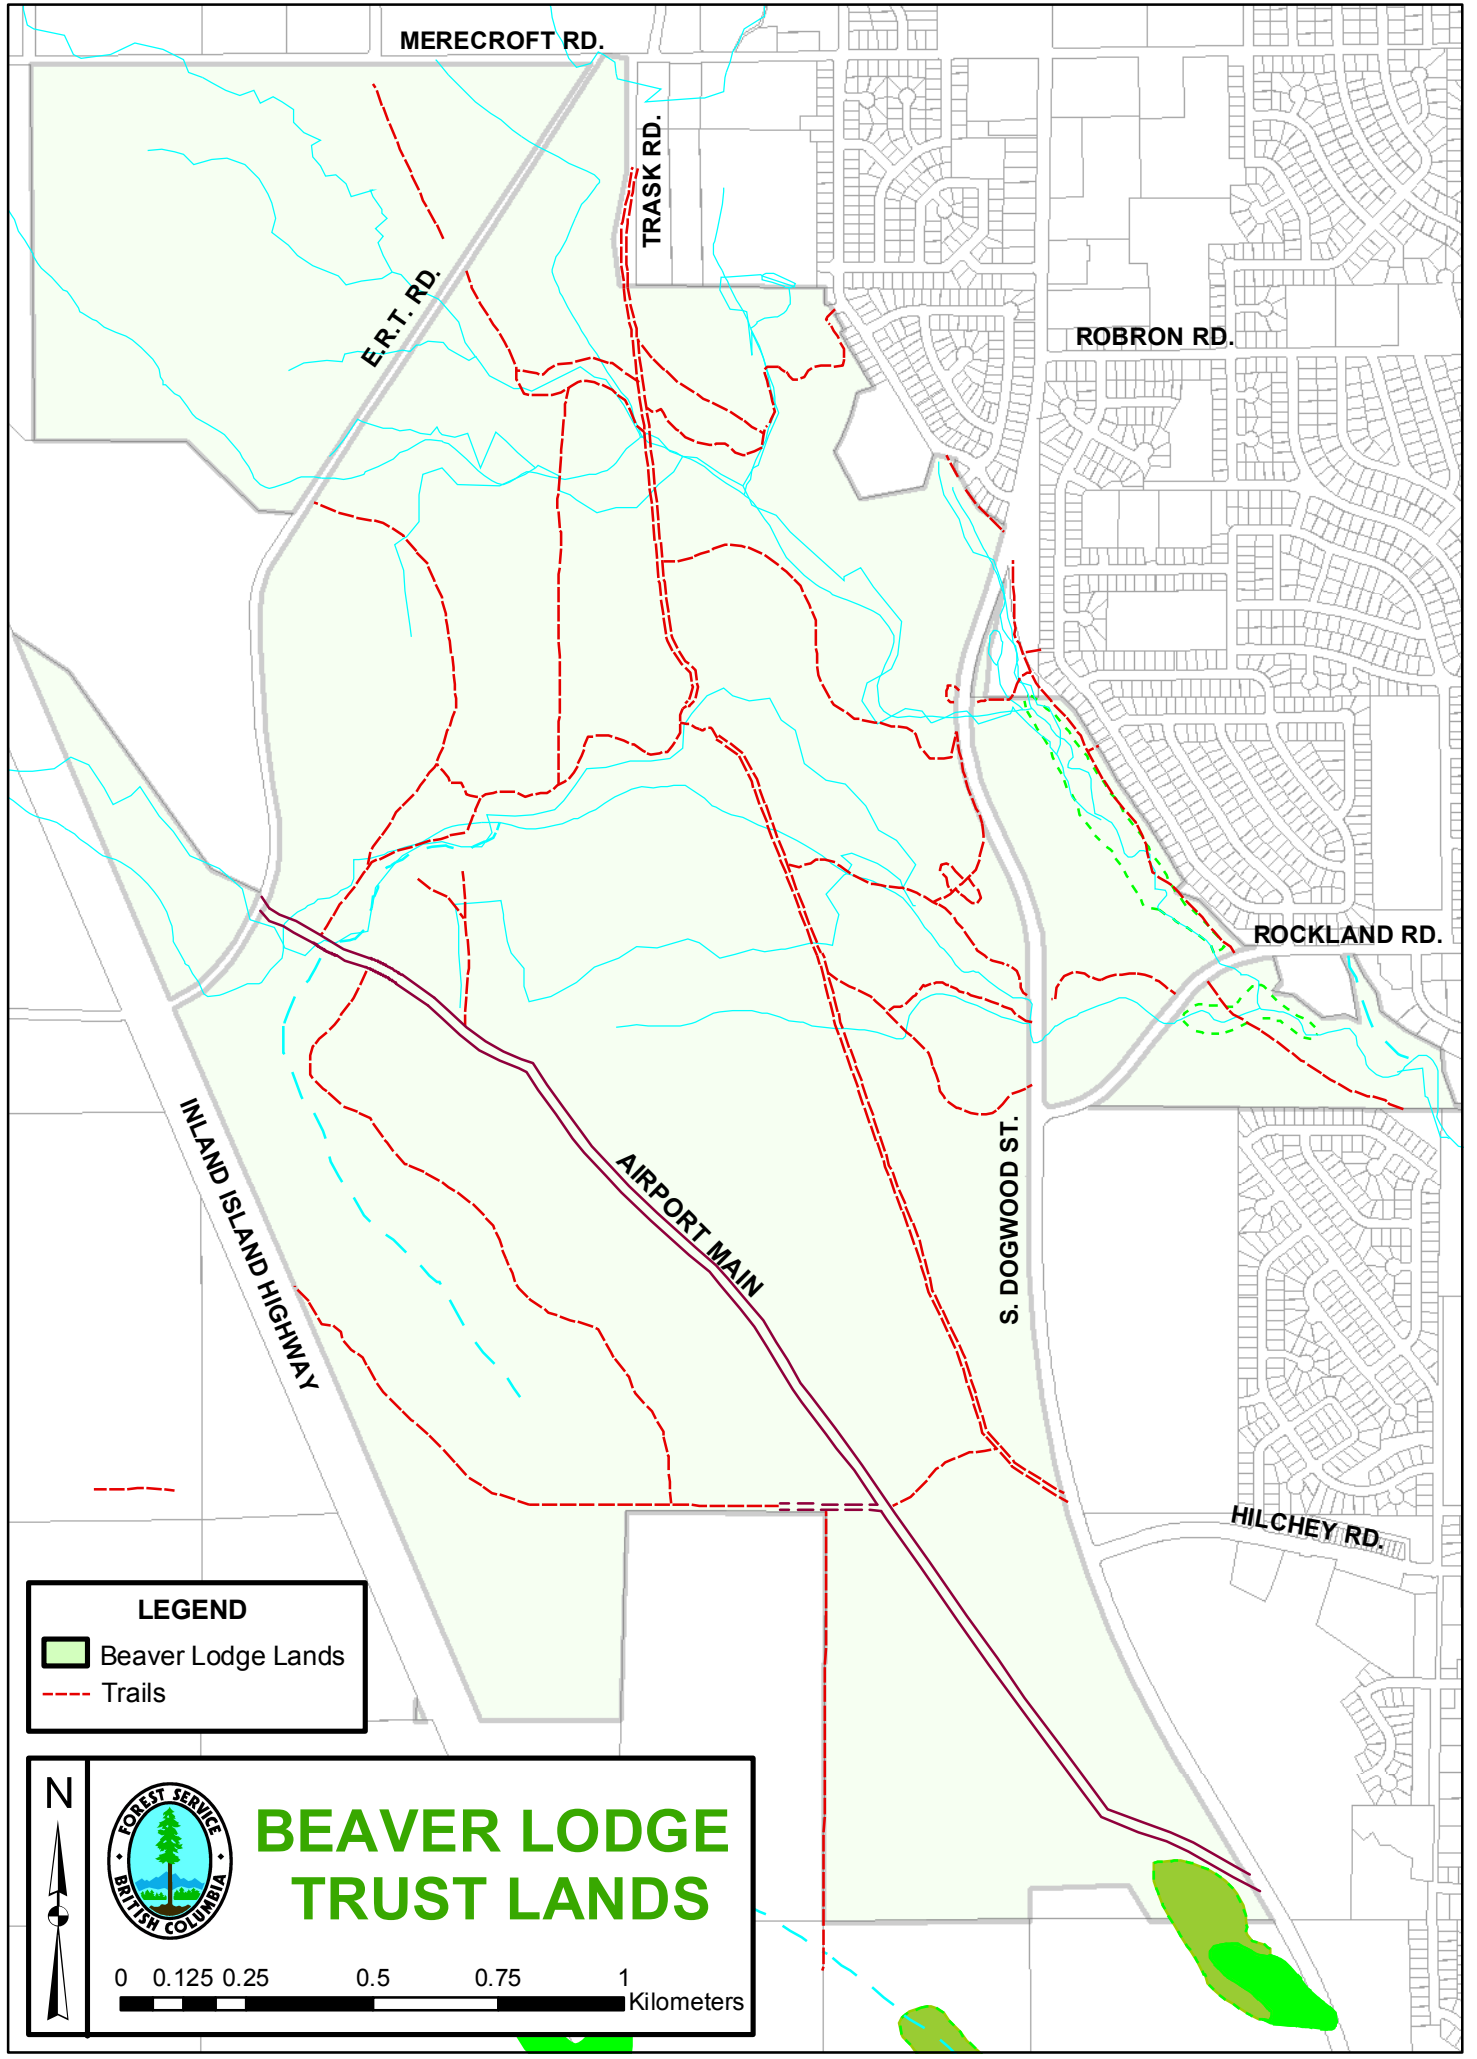 MERECROFT RD.
TRASK RD.
E.R.T. RD.
ROBRON RD.
ROCKLAND RD.
INLAND ISLAND HIGHWAY
AIRPORT MAIN
S. DOGWOOD ST.
HILCHEY RD.
LEGEND
Beaver Lodge Lands
Trails
N
FOREST SERVICE
BRITISH COLUMBIA
BEAVER LODGE
TRUST LANDS
0 0.125 0.25 0.5 0.75 1
Kilometers